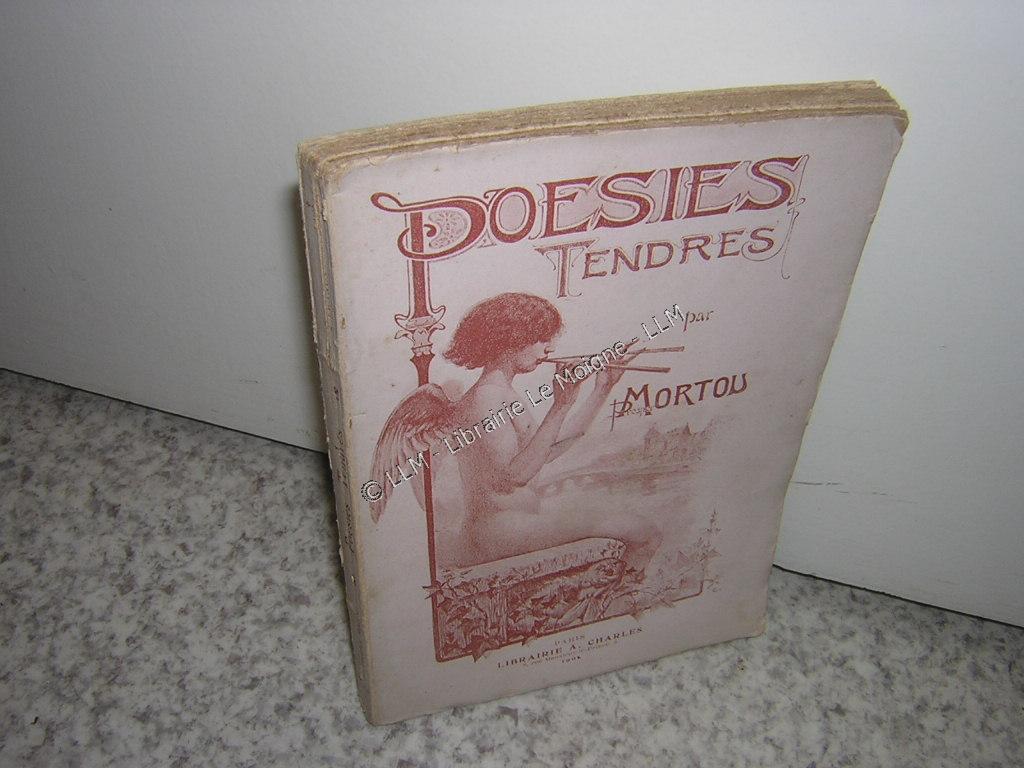 POESIES
TENDRES
par
MORTOU
© LLM - Librairie Le Moigne - LLM
PARIS
LIBRAIRIE A. CHARLES